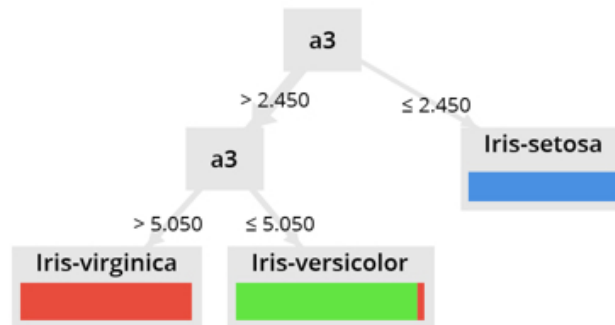 a3
> 2.450
≤ 2.450
a3
Iris-setosa
> 5.050
≤ 5.050
Iris-virginica
Iris-versicolor